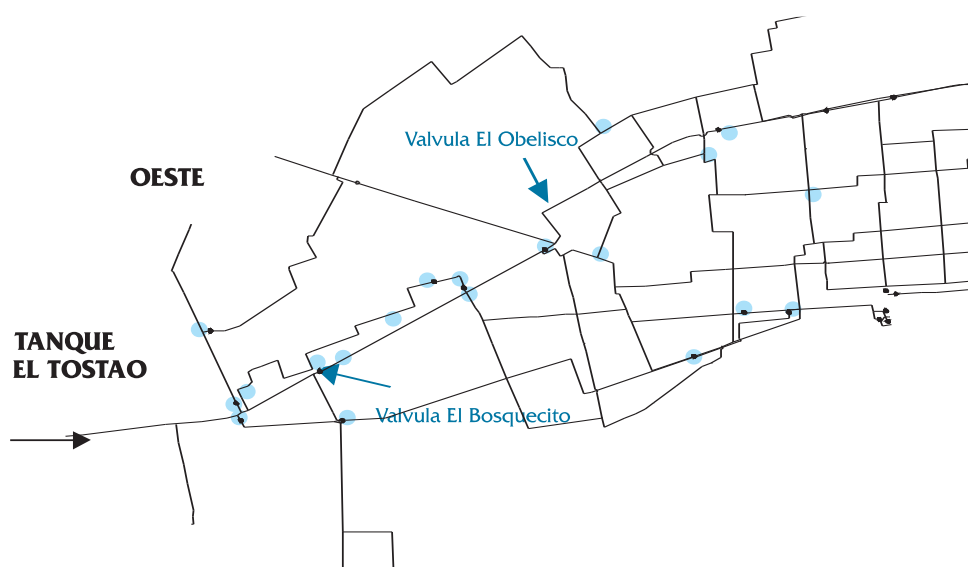 Valvula El Obelisco
OESTE
TANQUE
EL TOSTAO
Valvula El Bosquecito